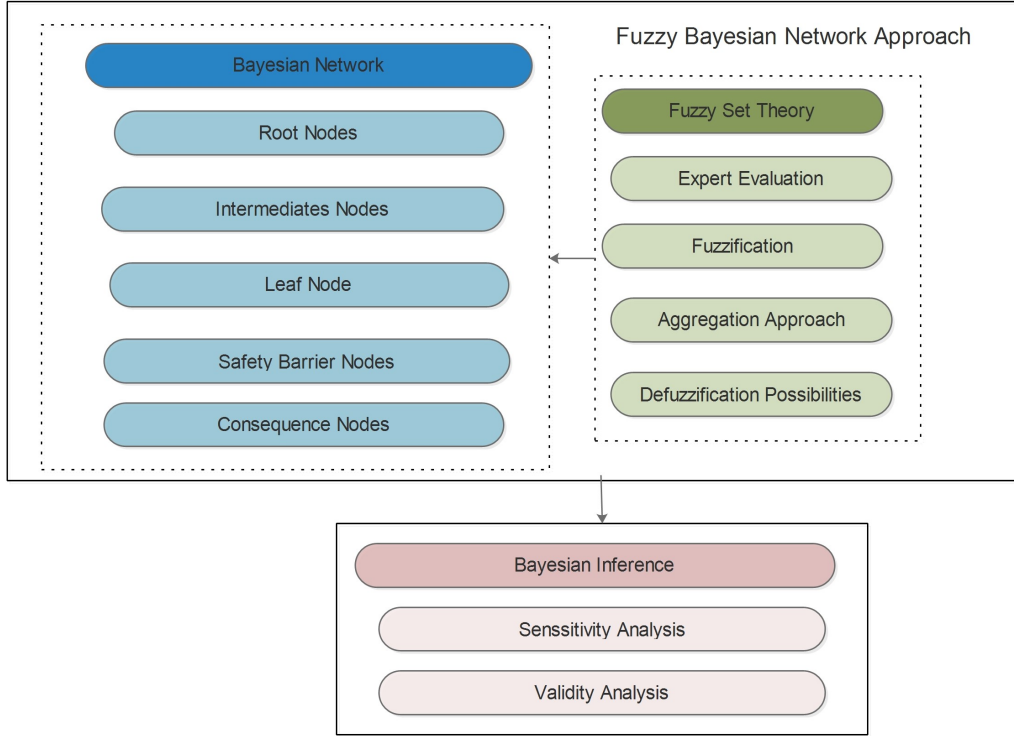 Fuzzy Bayesian Network Approach
Bayesian Network
Root Nodes
Intermediates Nodes
Leaf Node
Safety Barrier Nodes
Consequence Nodes
Fuzzy Set Theory
Expert Evaluation
Fuzzification
Aggregation Approach
Defuzzification Possibilities
Bayesian Inference
Senssitivity Analysis
Validity Analysis